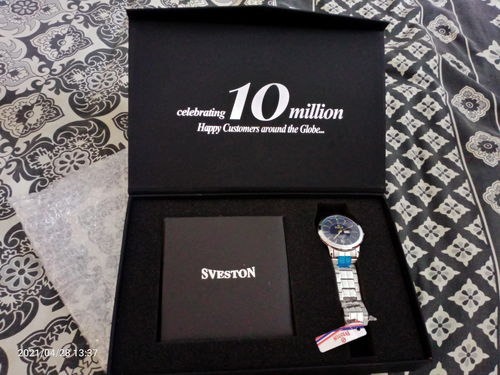 celebrating 10 million
Happy Customers around the Globe...
SVESTON
2021/04/28 13:37